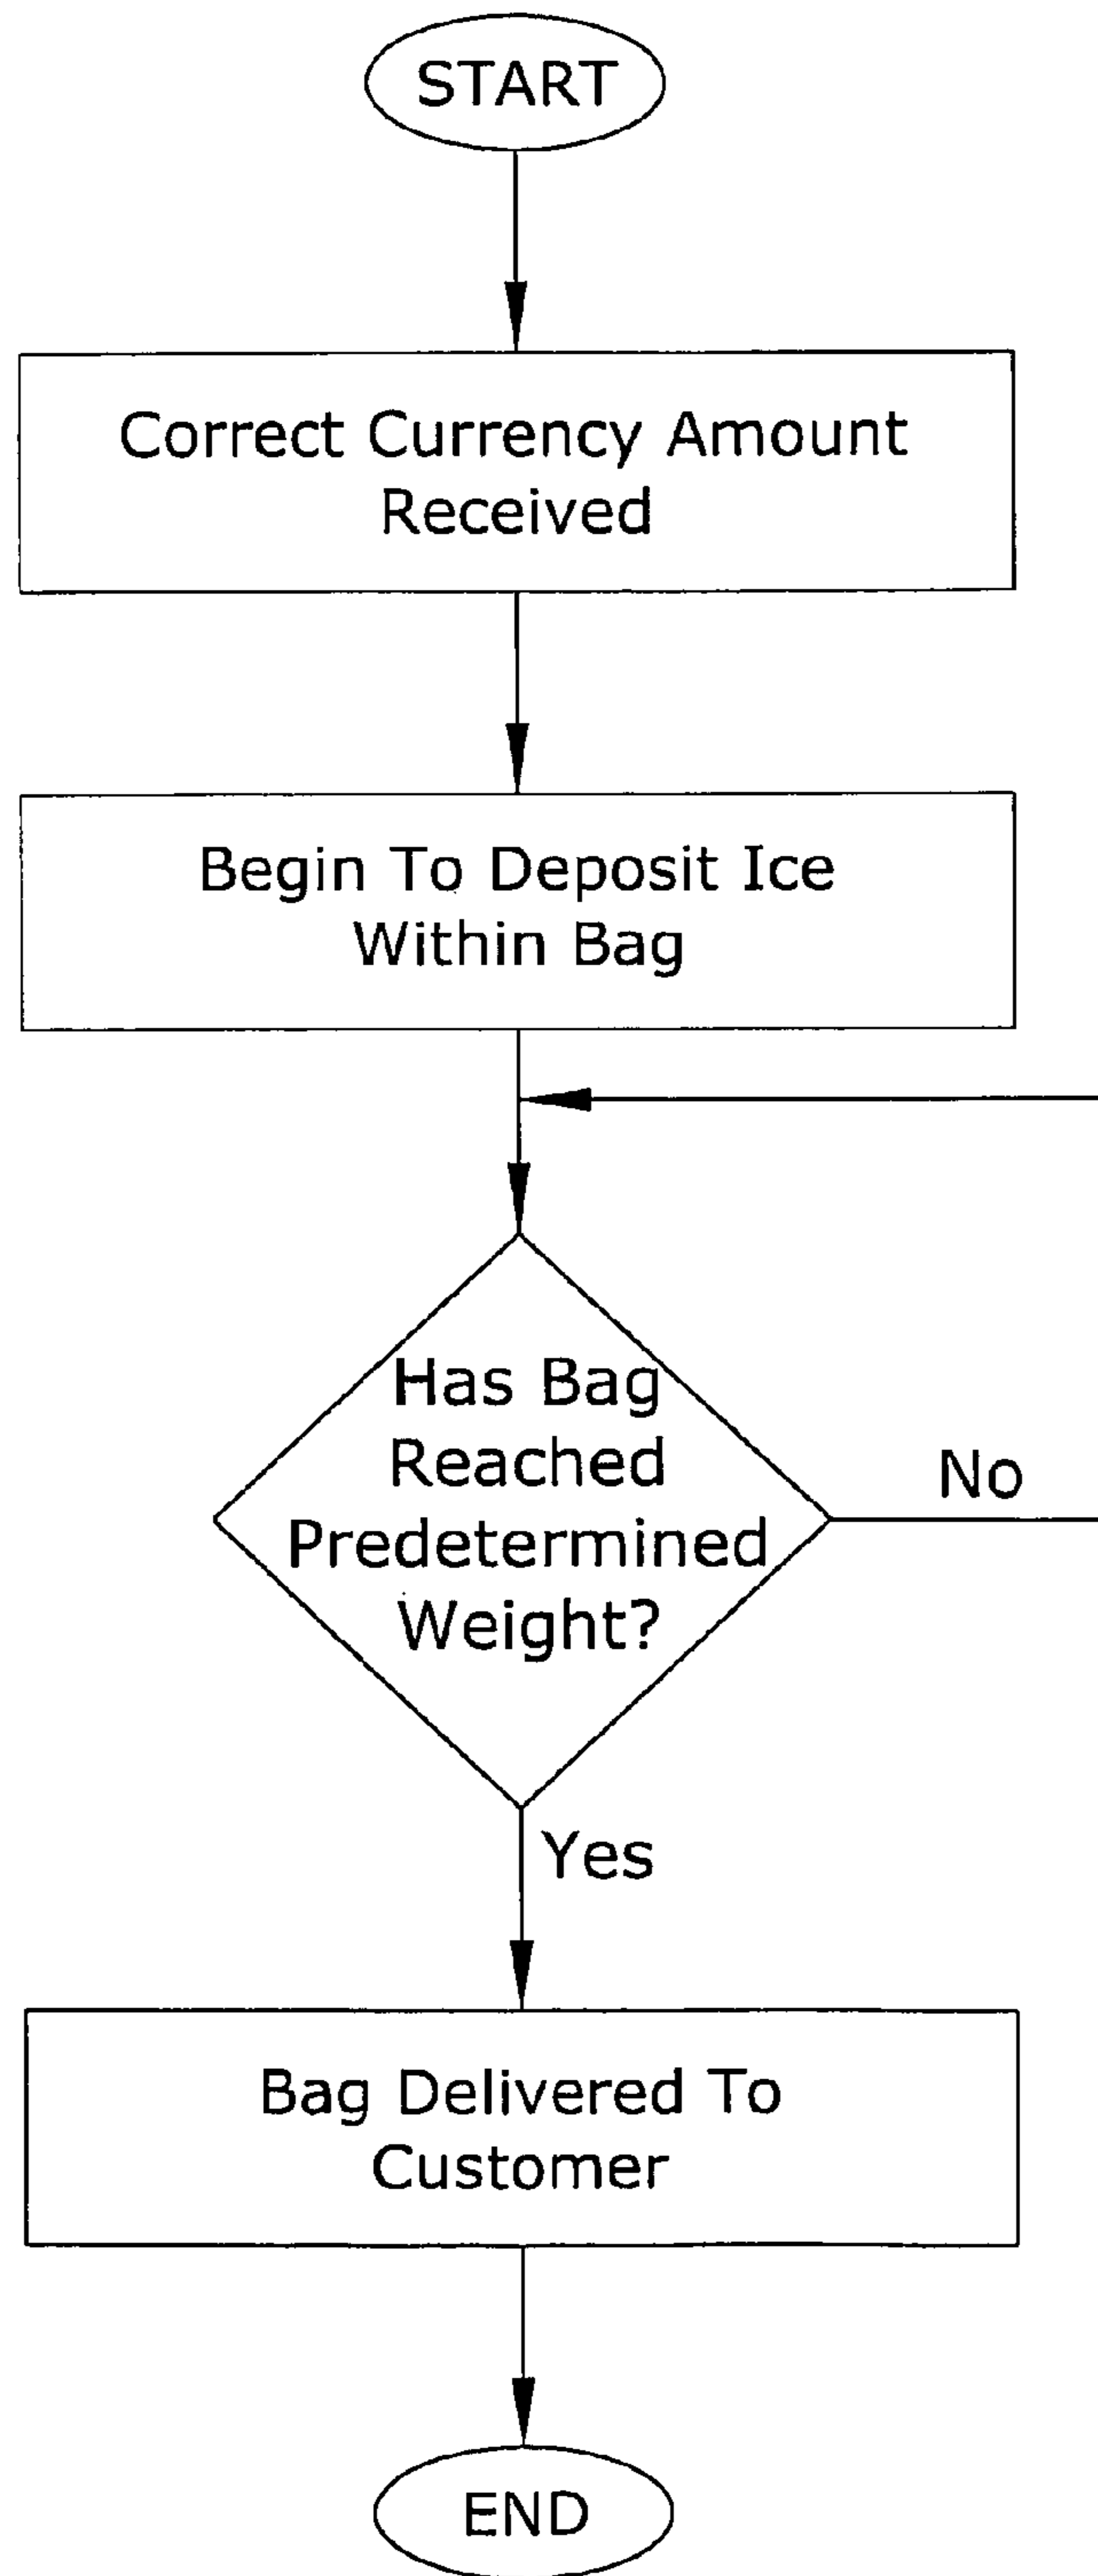 START
Correct Currency Amount
Received
Begin To Deposit Ice
Within Bag
Has Bag
Reached
Predetermined
Weight?
No
Yes
Bag Delivered To
Customer
END